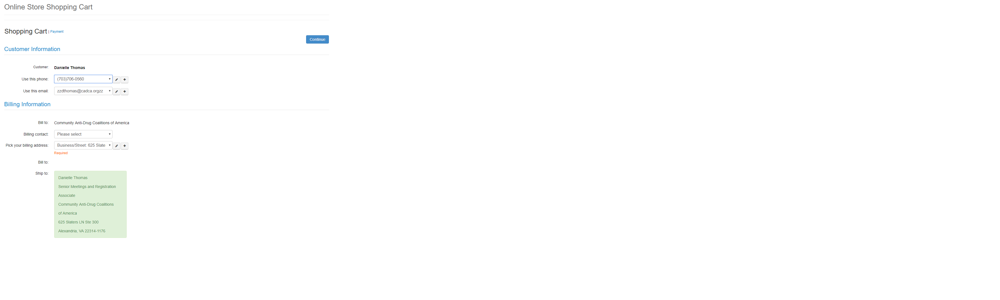 Online Store Shopping Cart
Shopping Cart | Payment
Continue
Customer Information
Customer: Danielle Thomas
Use this phone: (703)706-0560
Use this email: zzdthomas@cadca.orgzz
Billing Information
Bill to: Community Anti-Drug Coalitions of America
Billing contact: Please select
Pick your billing address: Business/Street: 625 Slate
Required
Bill to:
Ship to:
Danielle Thomas
Senior Meetings and Registration
Associate
Community Anti-Drug Coalitions
of America
625 Slaters LN Ste 300
Alexandria, VA 22314-1176